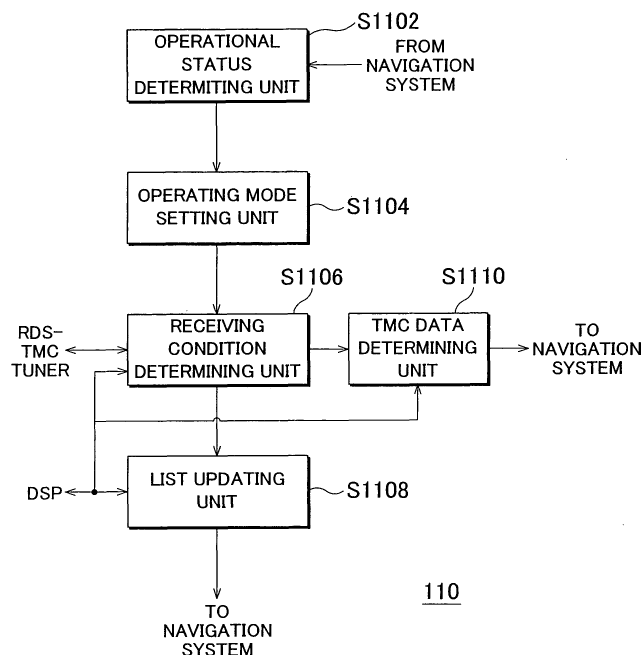 S1102
OPERATIONAL
STATUS
DETERMITING UNIT
FROM
NAVIGATION
SYSTEM
OPERATING MODE
SETTING UNIT
S1104
S1106
S1110
RDS-
TMC
TUNER
RECEIVING
CONDITION
DETERMINING UNIT
TMC DATA
DETERMINING
UNIT
TO
NAVIGATION
SYSTEM
DSP
LIST UPDATING
UNIT
S1108
110
TO
NAVIGATION
SYSTEM